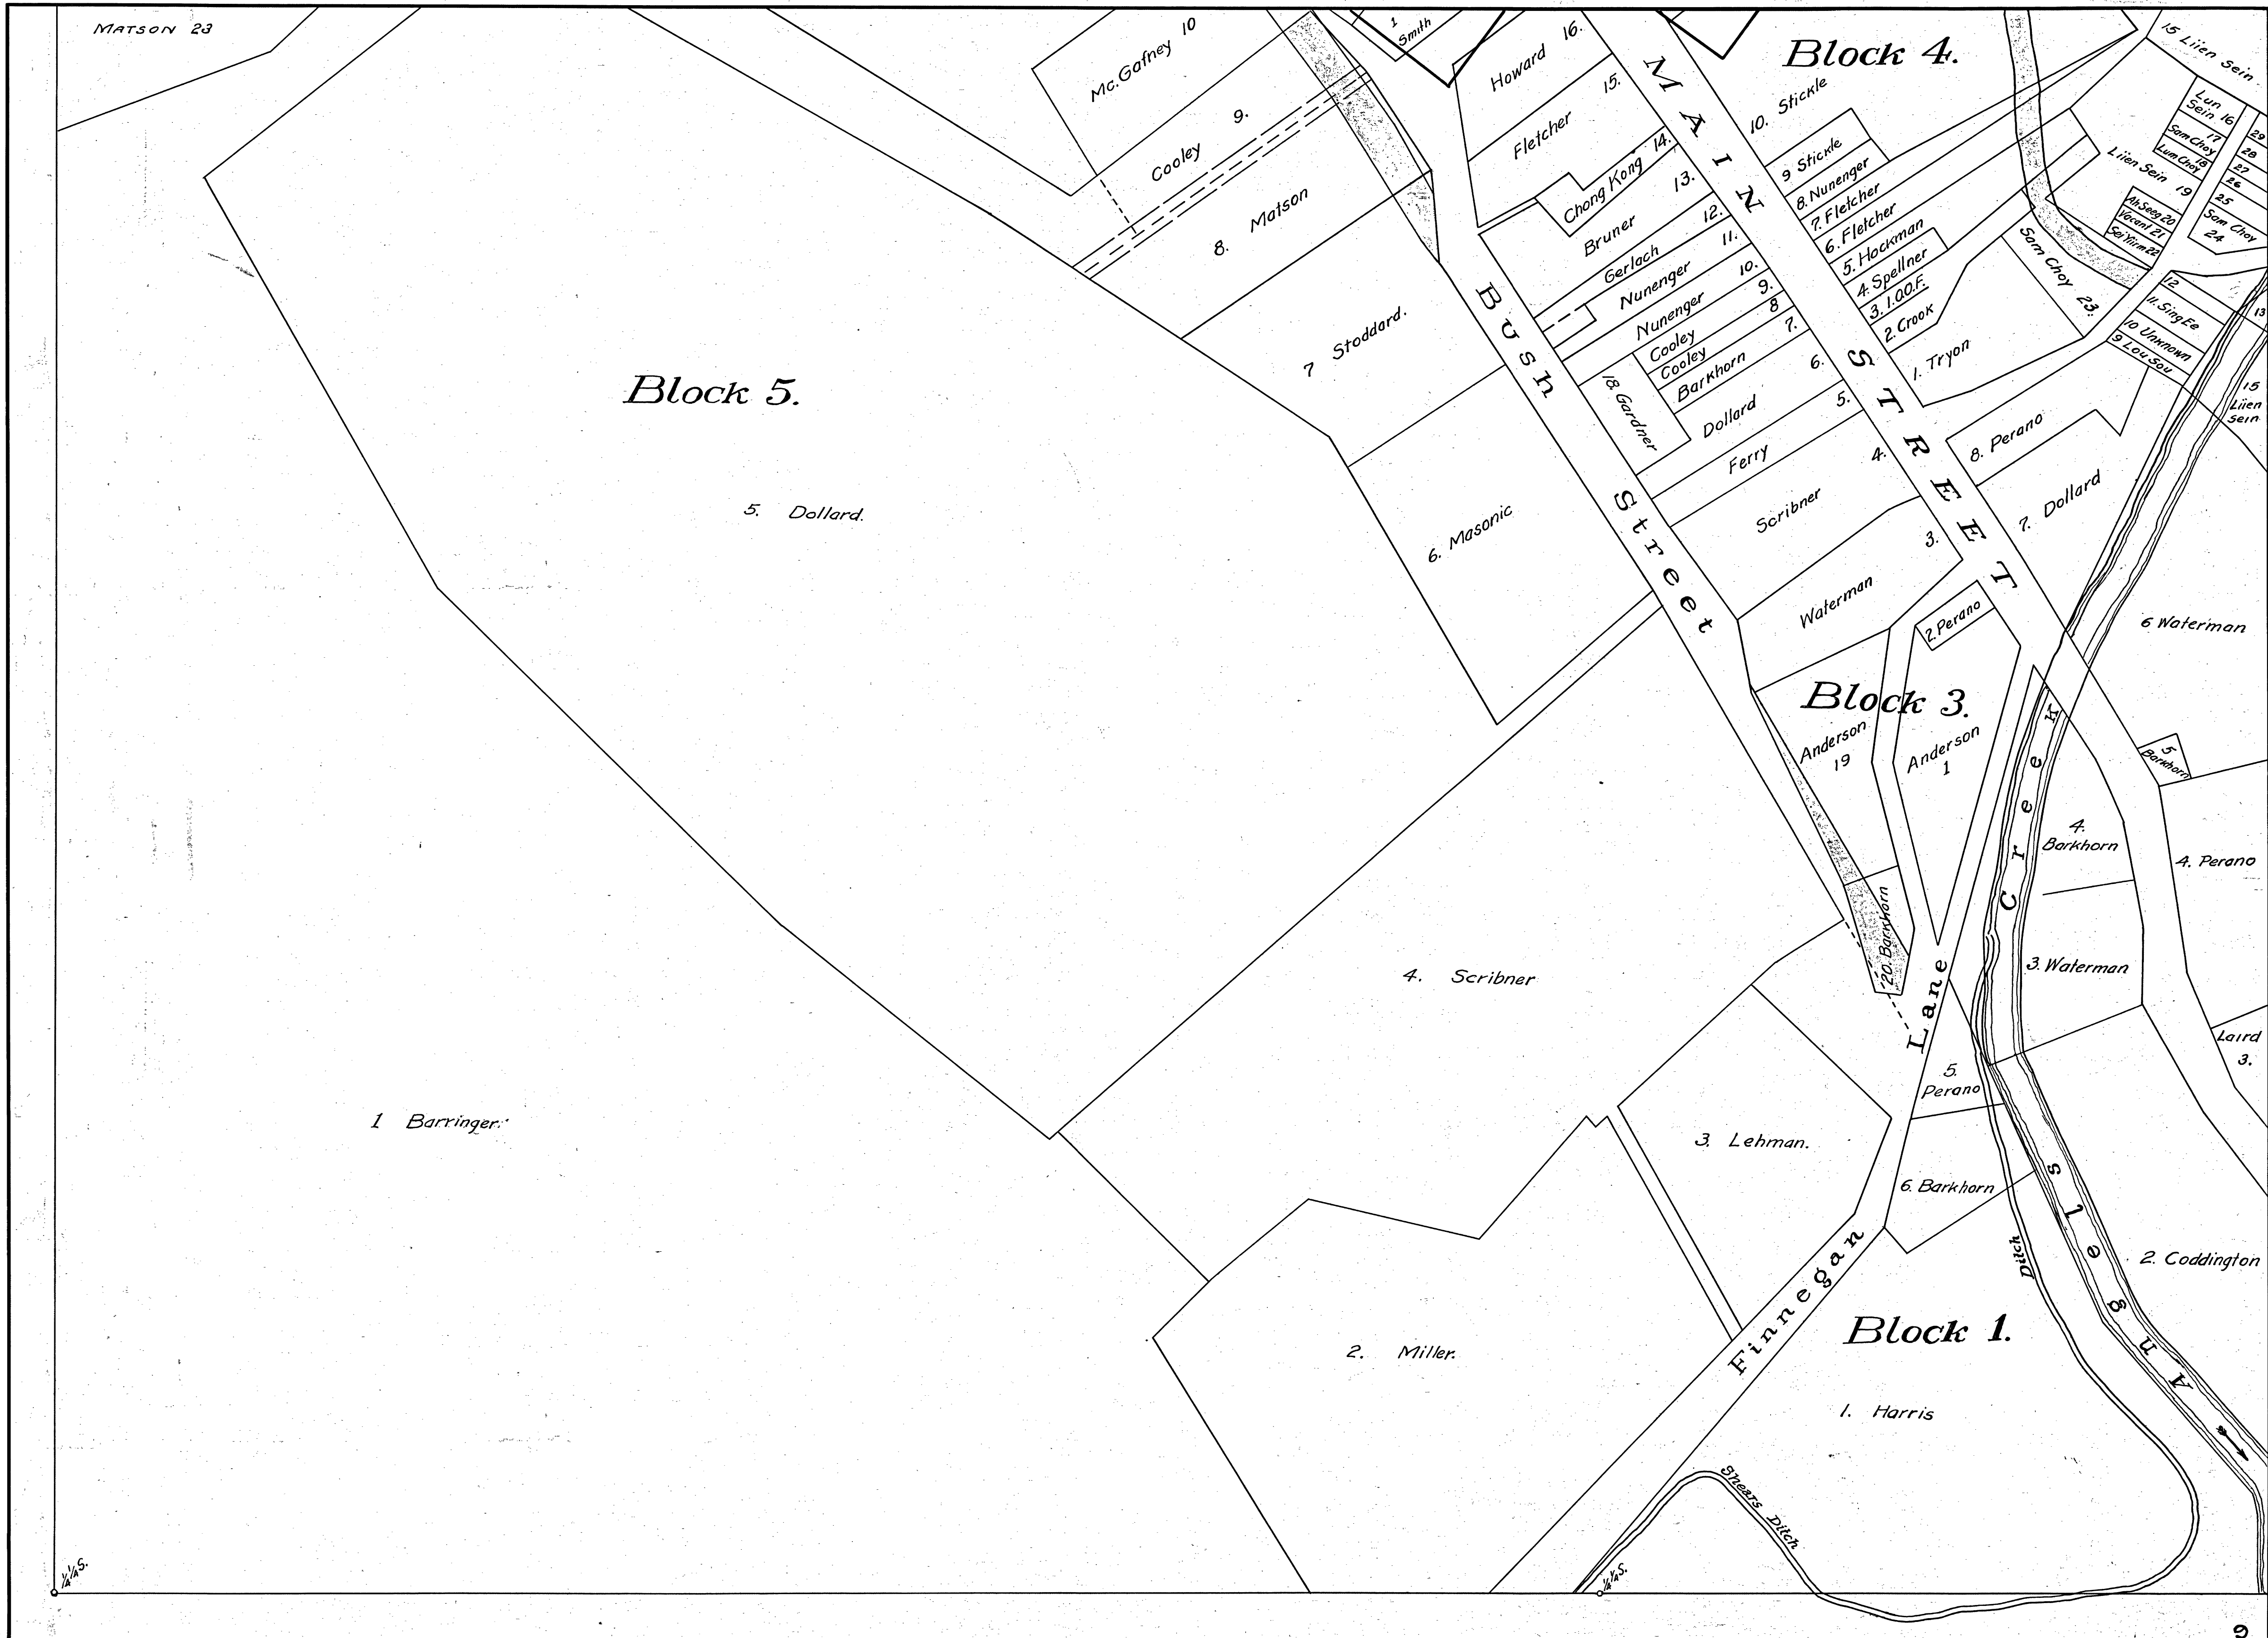 MATSON 23
Mc.Gafney 10
1
Smith
Howard 16.
MAIN STREET
Block 4.
15 Liien Sein
Cooley 9.
Fletcher 15.
10. Stickle
Lun
Sein 16
17
Sam Choy
18
Lum Choy
29
28
27
26
25
Sam Choy
24
8. Matson
Chong Kong 14.
9 Stickle
8. Nunenger
7. Fletcher
6. Fletcher
5. Hockman
4. Spellner
3. I.O.O.F.
2. Crook
1. Tryon
Liien Sein 19
Ah Seeg 20
Vacant 21
Sei Yirm 22
Sam Choy 23.
Bruner 13.
Gerlach 12.
Nunenger 11.
Nunenger 10.
Cooley 9.
Cooley 8
Barkhorn 7.
Dollard 6.
Ferry 5.
Scribner 4.
Waterman 3.
18. Gardner
12
11. Sing Ee
10 Unknown
9 Lou Sou
13
15
Liien
sein
7 Stoddard.
Bush Street
Block 5.
5. Dollard.
6. Masonic
8. Perano
7. Dollard
6 Waterman
2. Perano
Block 3.
Anderson
19
Anderson
1
5
Barkhorn
4.
Barkhorn
4. Perano
20. Barkhorn
3. Waterman
4. Scribner
Laird
3.
Finnegan Lane
5.
Perano
1 Barringer.
3. Lehman.
6. Barkhorn
Angels Creek
Ditch
2. Coddington
2. Miller.
Block 1.
1. Harris
Shears Ditch
1/4 1/4 S.
1/4 1/4 S.